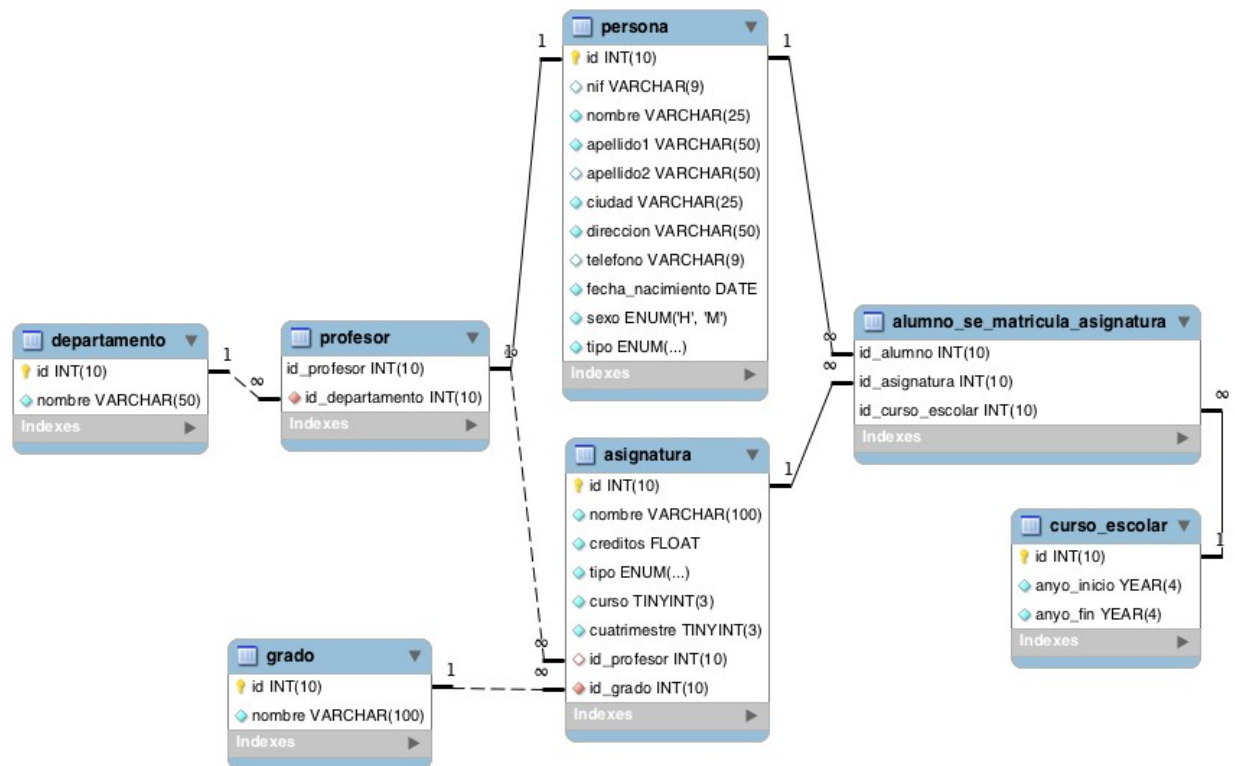 persona
1
1
id INT(10)
nif VARCHAR(9)
nombre VARCHAR(25)
apellido1 VARCHAR(50)
apellido2 VARCHAR(50)
ciudad VARCHAR(25)
direccion VARCHAR(50)
telefono VARCHAR(9)
fecha_nacimiento DATE
sexo ENUM('H', 'M')
tipo ENUM(...)
Indexes
departamento
id INT(10)
nombre VARCHAR(50)
Indexes
1
∞
profesor
id_profesor INT(10)
id_departamento INT(10)
Indexes
1
∞
alumno_se_matricula_asignatura
∞
id_alumno INT(10)
∞
id_asignatura INT(10)
id_curso_escolar INT(10)
∞
Indexes
asignatura
1
id INT(10)
nombre VARCHAR(100)
creditos FLOAT
tipo ENUM(...)
curso TINYINT(3)
cuatrimestre TINYINT(3)
∞
id_profesor INT(10)
∞
id_grado INT(10)
Indexes
curso_escolar
1
id INT(10)
anyo_inicio YEAR(4)
anyo_fin YEAR(4)
Indexes
grado
1
id INT(10)
nombre VARCHAR(100)
Indexes